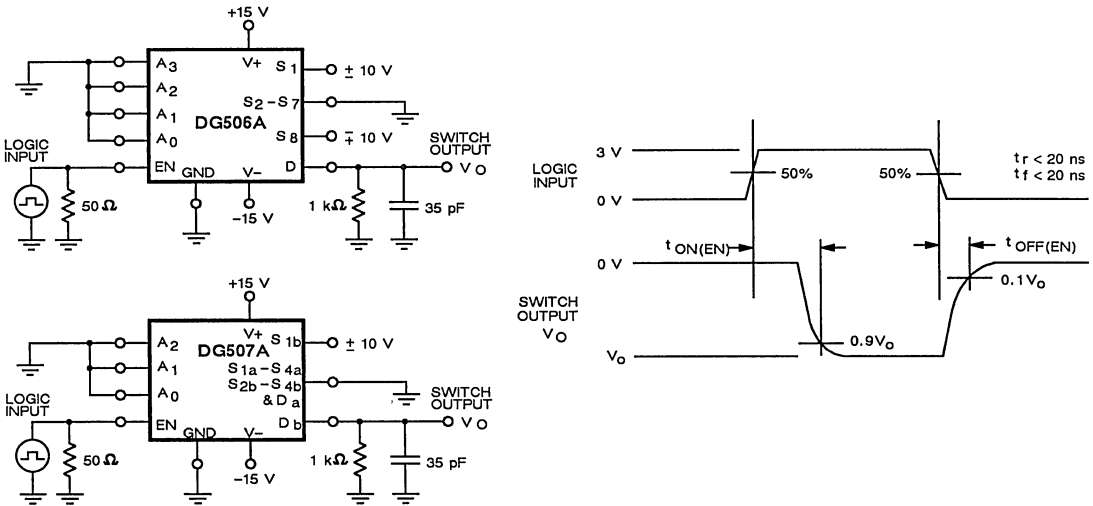 +15 V
V+
A3
A2
A1
A0
EN
GND
V–
DG506A
S1
± 10 V
S2 – S7
S8
∓ 10 V
D
LOGIC
INPUT
50Ω
–15 V
1 kΩ
35 pF
SWITCH
OUTPUT
VO
+15 V
V+
A2
A1
A0
EN
GND
V–
DG507A
S1b
± 10 V
S1a – S4a
S2b – S4b
& Da
Db
LOGIC
INPUT
50Ω
–15 V
1 kΩ
35 pF
SWITCH
OUTPUT
VO
LOGIC
INPUT
3 V
0 V
50%
50%
tr < 20 ns
tf < 20 ns
tON(EN)
tOFF(EN)
0 V
SWITCH
OUTPUT
VO
VO
0.9VO
0.1VO